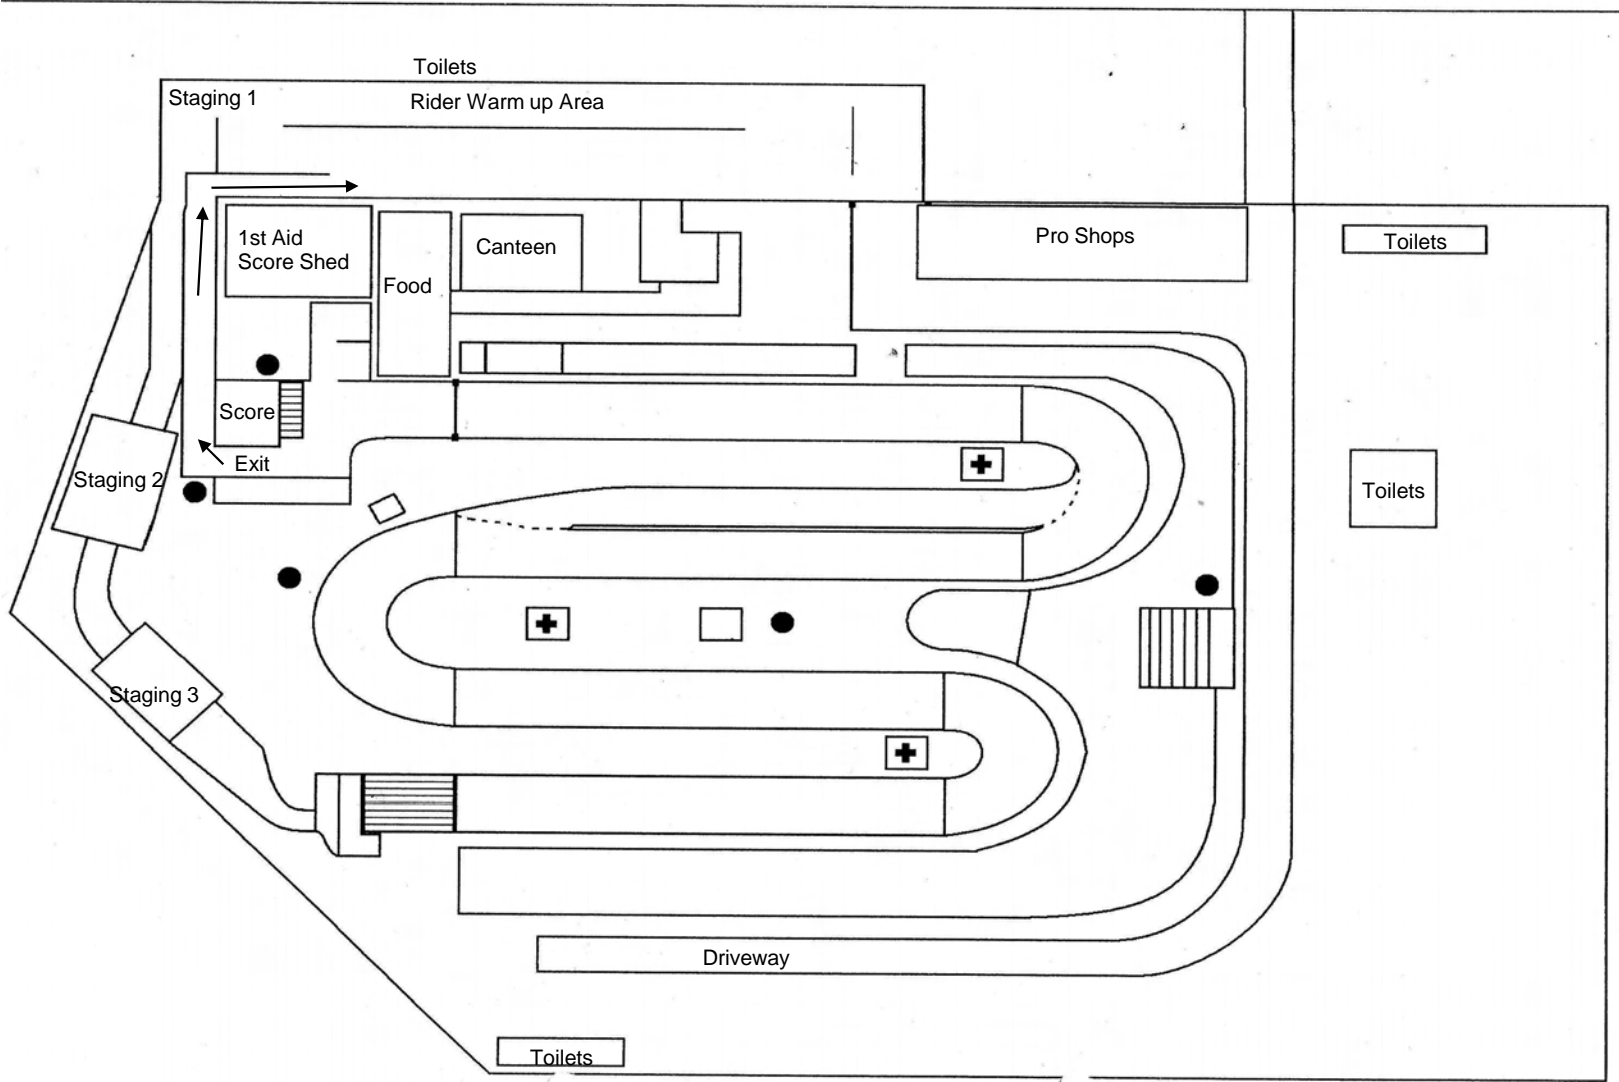 Toilets
Staging 1
Rider Warm up Area
1st Aid
Score Shed
Food
Canteen
Pro Shops
Toilets
Score
Exit
Staging 2
Toilets
Staging 3
Driveway
Toilets